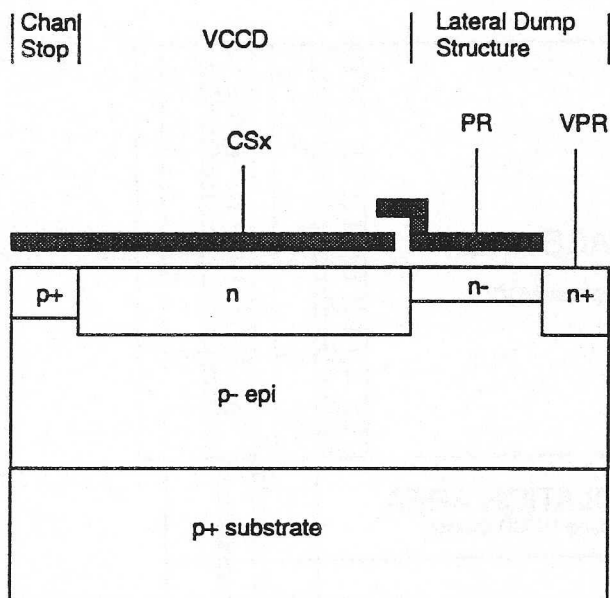 Chan
Stop
VCCD
Lateral Dump
Structure
CSx
PR
VPR
p+
n
n-
n+
p- epi
p+ substrate